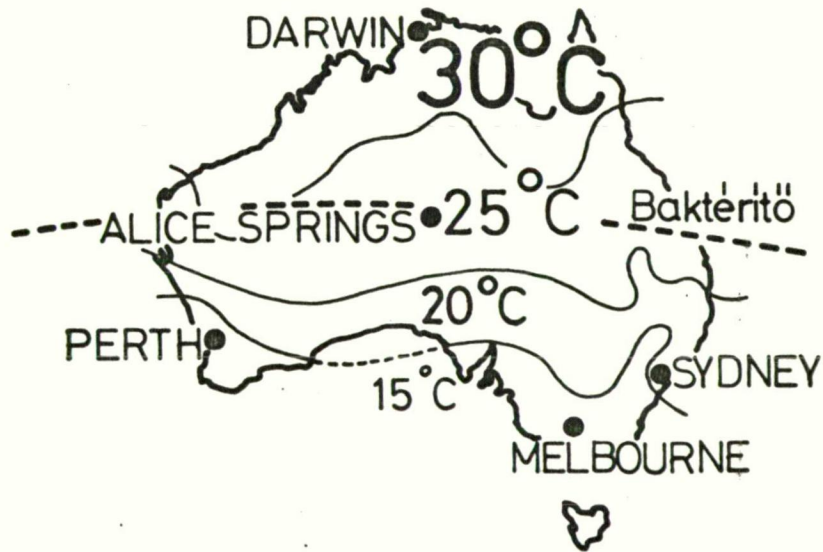 DARWIN
30°C
25°C
Baktérítő
ALICE SPRINGS
20°C
PERTH
15°C
SYDNEY
MELBOURNE